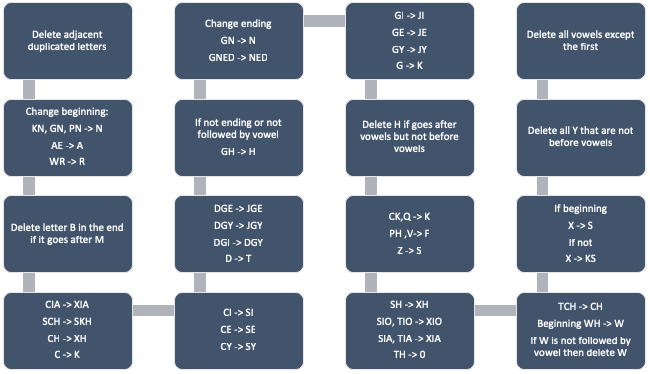 Delete adjacent
duplicated letters
Change beginning:
KN, GN, PN -> N
AE -> A
WR -> R
Delete letter B in the end
if it goes after M
CIA -> XIA
SCH -> SKH
CH -> XH
C -> K
CI -> SI
CE -> SE
CY -> SY
DGE -> JGE
DGY -> JGY
DGI -> DGY
D -> T
If not ending or not
followed by vowel
GH -> H
Change ending
GN -> N
GNED -> NED
GI -> JI
GE -> JE
GY -> JY
G -> K
Delete H if goes after
vowels but not before
vowels
CK,Q -> K
PH ,V-> F
Z -> S
SH -> XH
SIO, TIO -> XIO
SIA, TIA -> XIA
TH -> 0
TCH -> CH
Beginning WH -> W
If W is not followed by
vowel then delete W
If beginning
X -> S
If not
X -> KS
Delete all Y that are not
before vowels
Delete all vowels except
the first